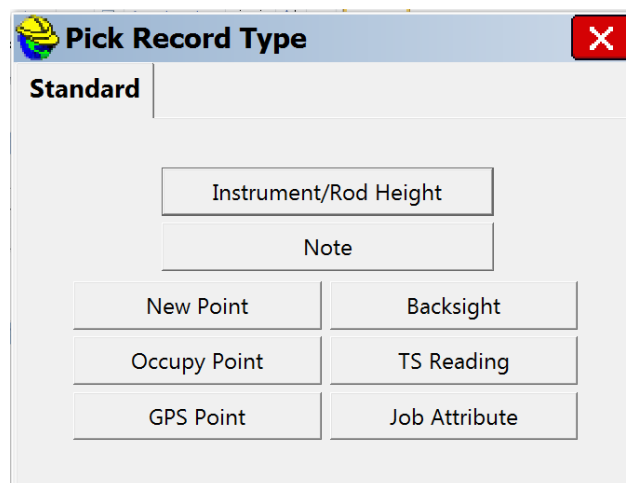 Pick Record Type
Standard
Instrument/Rod Height
Note
New Point
Backsight
Occupy Point
TS Reading
GPS Point
Job Attribute